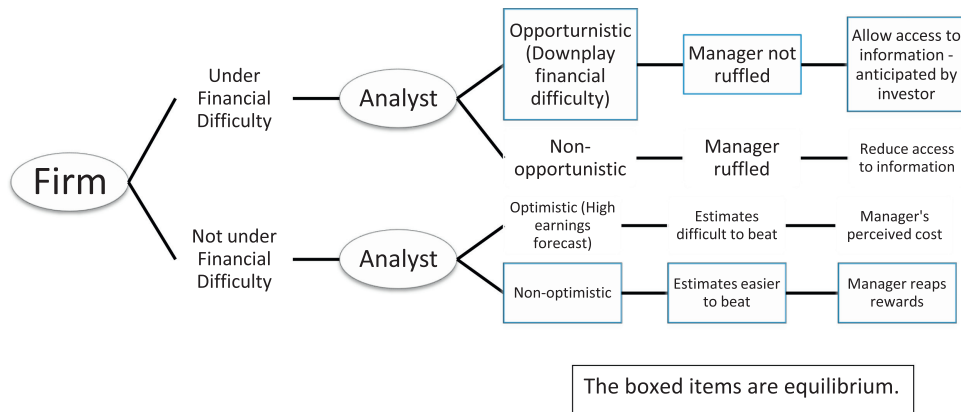 Firm
Under
Financial
Difficulty
Analyst
Opporturnistic
(Downplay
financial
difficulty)
Manager not
ruffled
Allow access to
information -
anticipated by
investor
Non-
opportunistic
Manager
ruffled
Reduce access
to information
Not under
Financial
Difficulty
Analyst
Optimistic (High
earnings
forecast)
Estimates
difficult to beat
Manager's
perceived cost
Non-optimistic
Estimates easier
to beat
Manager reaps
rewards
The boxed items are equilibrium.